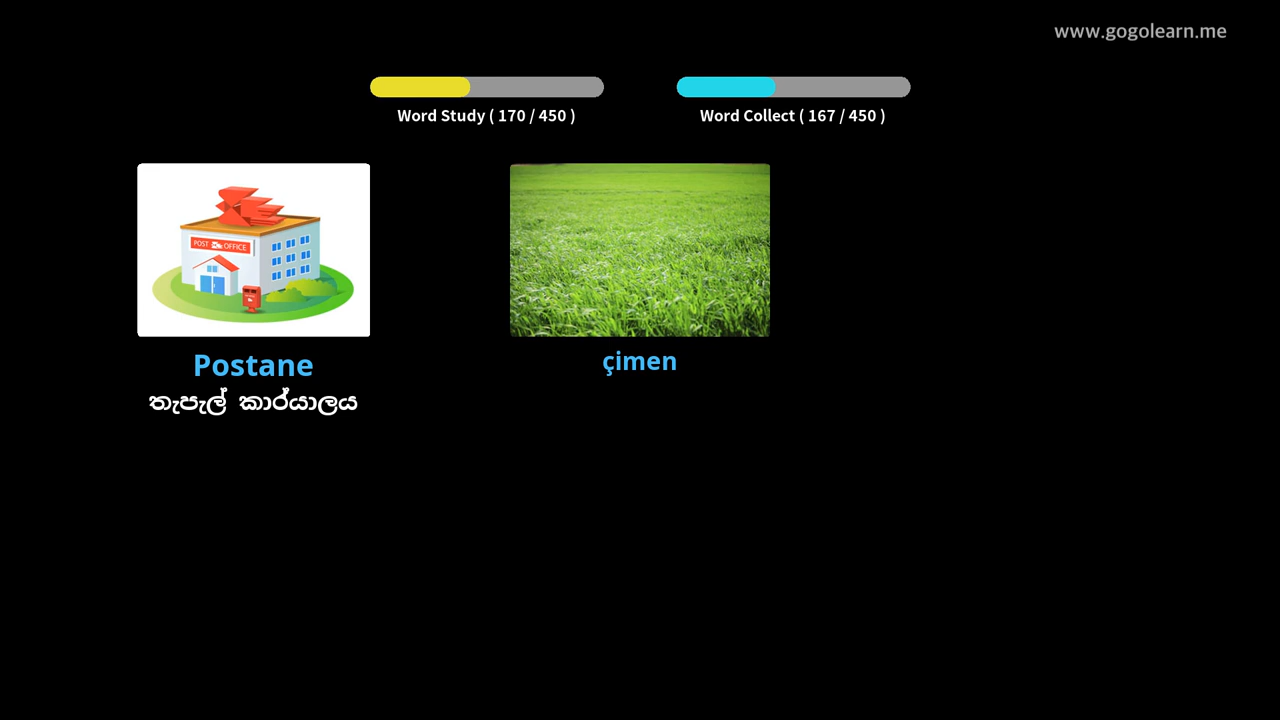 www.gogolearn.me
Word Study ( 170 / 450 )
Word Collect ( 167 / 450 )
POST OFFICE
Postane
තැපැල් කාර්යාලය
çimen